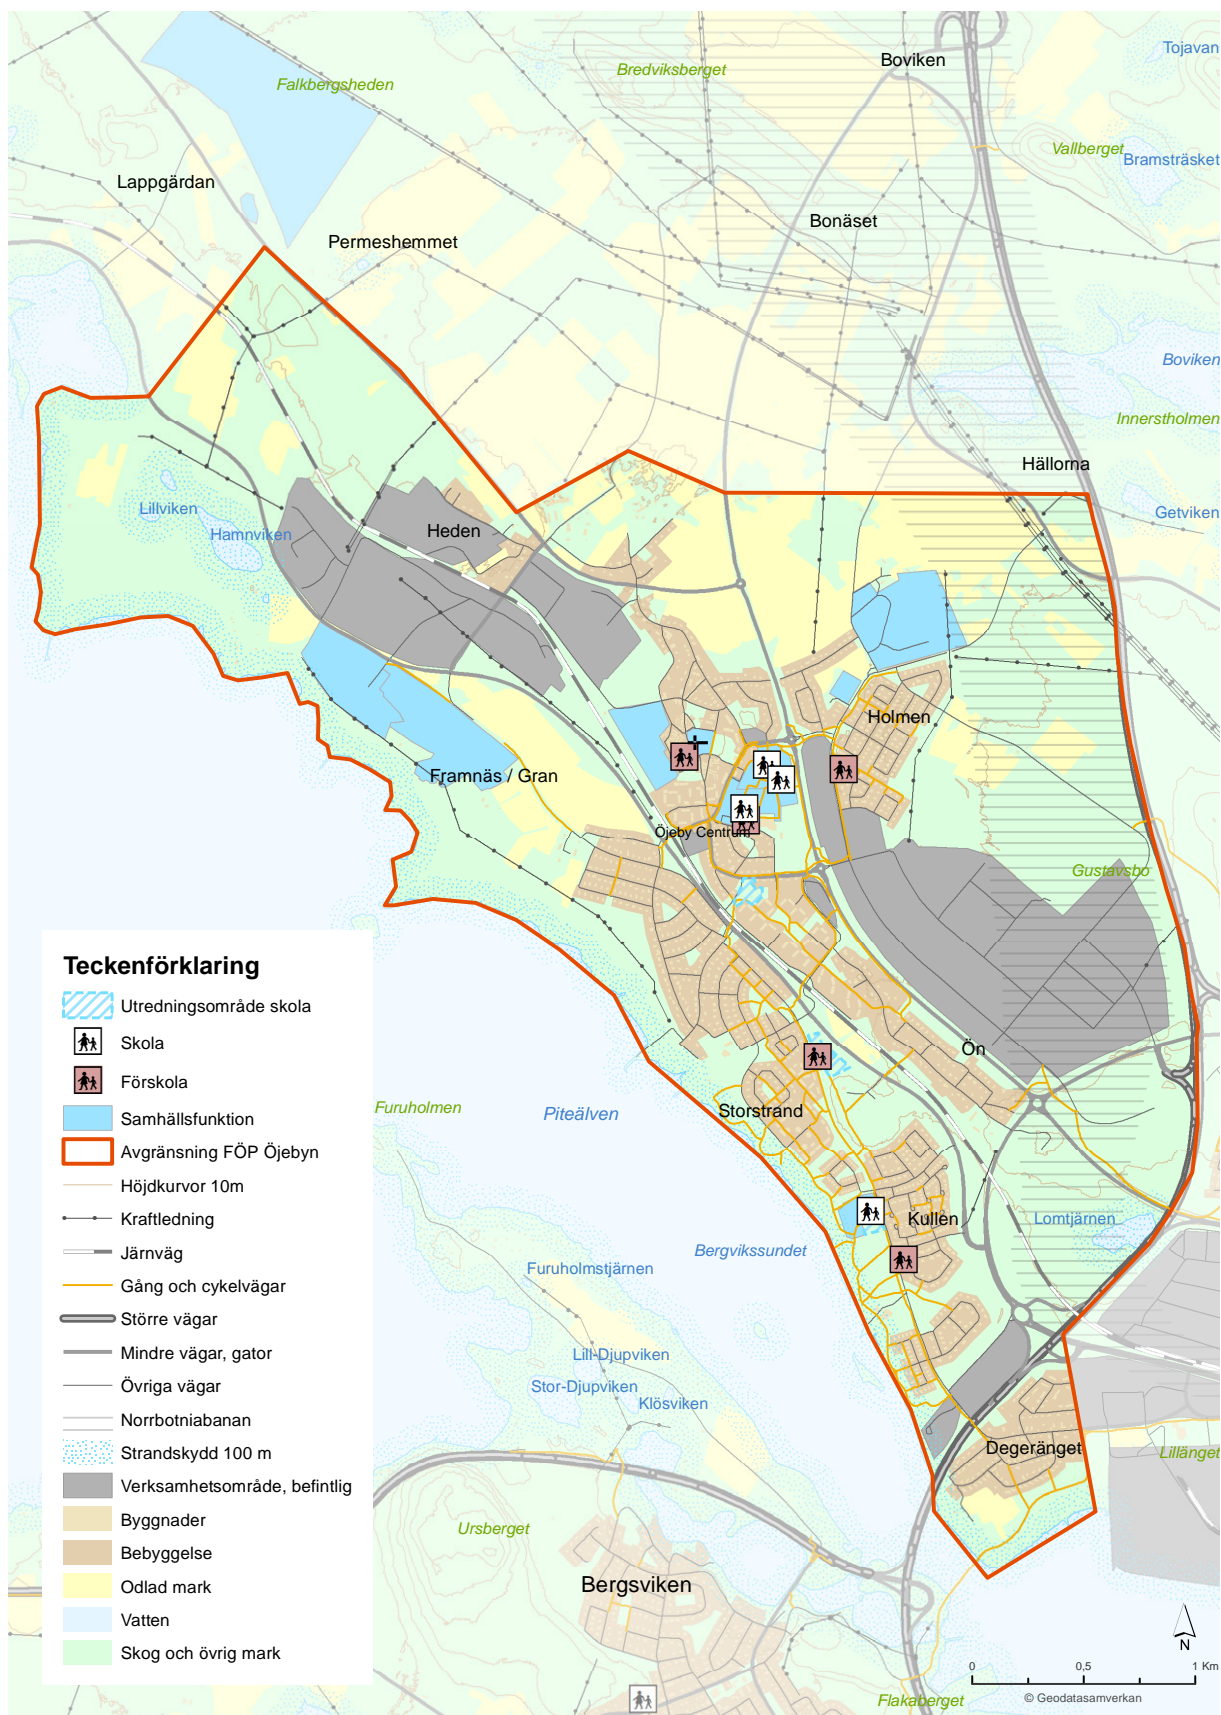 Boviken
Tojavan
Bredviksberget
Falkbergsheden
Vallberget
Bramsträsket
Lappgärdan
Bonäset
Permeshemmet
Boviken
Innerstholmen
Hällorna
Lillviken
Getviken
Hamnviken
Heden
Holmen
Framnäs / Gran
Öjeby Centrum
Gustavsbo
Ön
Furuholmen
Piteälven
Storstrand
Kullen
Lomtjärnen
Bergvikssundet
Furuholmstjärnen
Lill-Djupviken
Stor-Djupviken
Klösviken
Degeränget
Lillänget
Ursberget
Bergsviken
Flakaberget
Teckenförklaring
Utredningsområde skola
Skola
Förskola
Samhällsfunktion
Avgränsning FÖP Öjebyn
Höjdkurvor 10m
Kraftledning
Järnväg
Gång och cykelvägar
Större vägar
Mindre vägar, gator
Övriga vägar
Norrbotniabanan
Strandskydd 100 m
Verksamhetsområde, befintlig
Byggnader
Bebyggelse
Odlad mark
Vatten
Skog och övrig mark
N
0 0,5 1 Km
© Geodatasamverkan